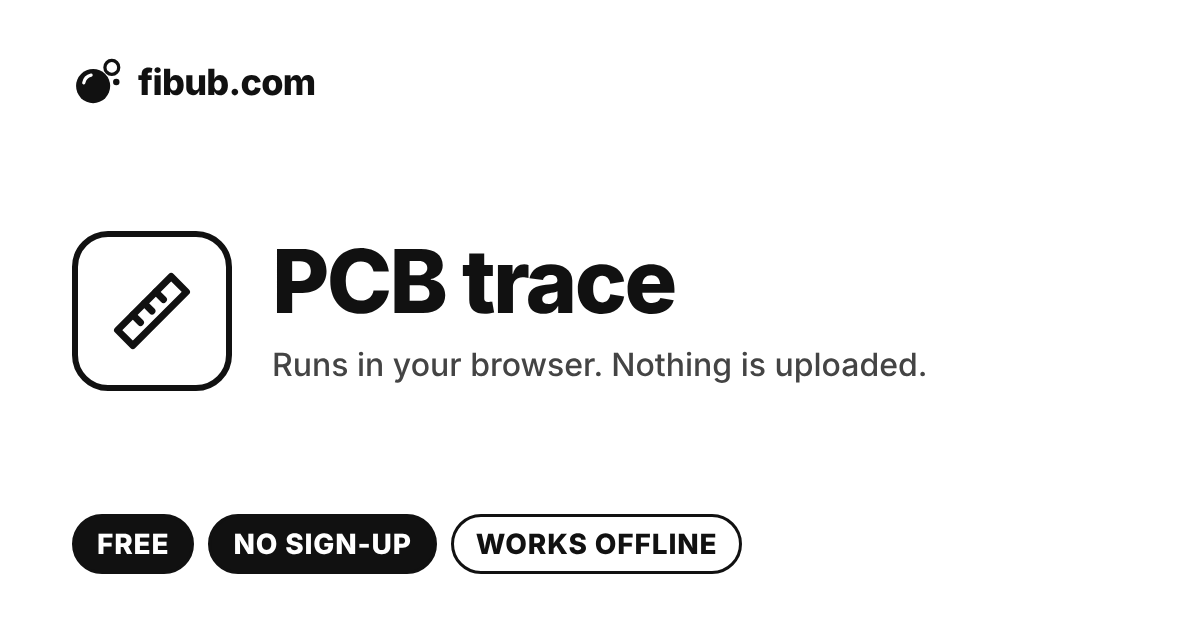 fibub.com
PCB trace
Runs in your browser. Nothing is uploaded.
FREE
NO SIGN-UP
WORKS OFFLINE